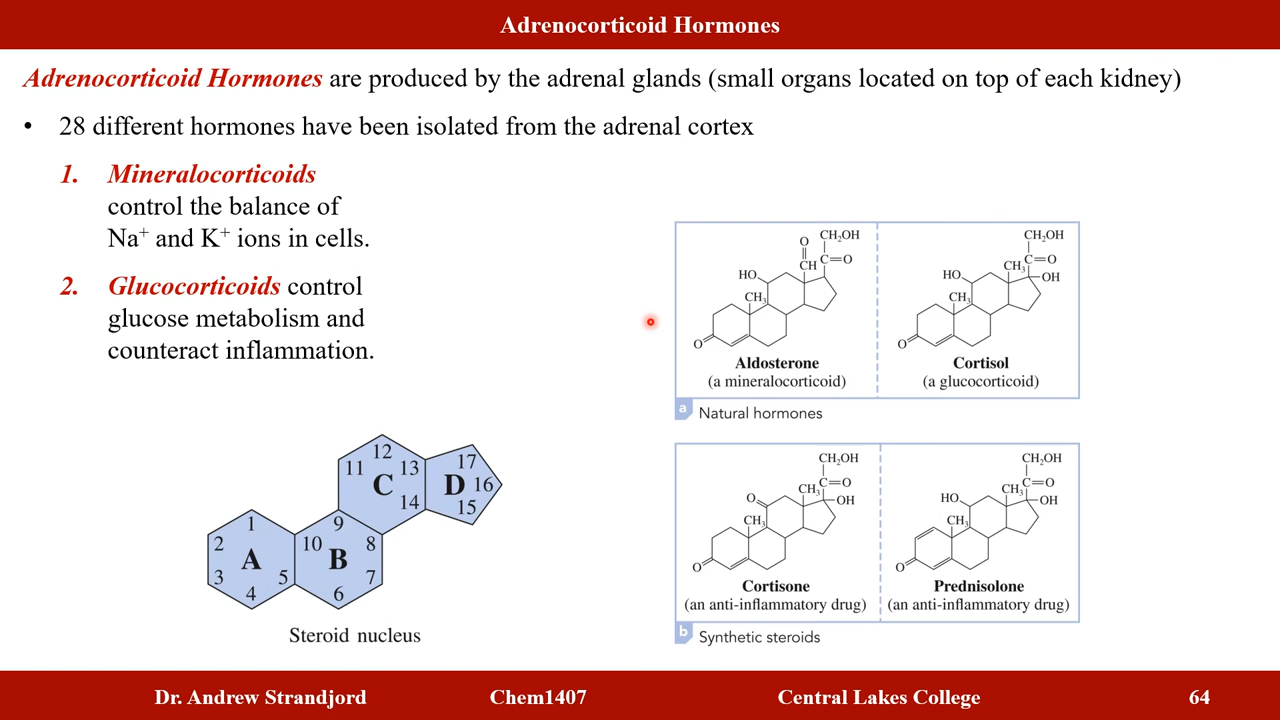 Adrenocorticoid Hormones
Adrenocorticoid Hormones are produced by the adrenal glands (small organs located on top of each kidney)
• 28 different hormones have been isolated from the adrenal cortex
1. Mineralocorticoids
control the balance of
Na⁺ and K⁺ ions in cells.
2. Glucocorticoids control
glucose metabolism and
counteract inflammation.
O CH₂OH
CH C=O
HO
CH₃
O
Aldosterone
(a mineralocorticoid)
CH₂OH
CH₃ C=O
HO OH
CH₃
O
Cortisol
(a glucocorticoid)
a Natural hormones
CH₂OH
CH₃ C=O
O OH
CH₃
O
Cortisone
(an anti-inflammatory drug)
CH₂OH
CH₃ C=O
HO OH
CH₃
O
Prednisolone
(an anti-inflammatory drug)
b Synthetic steroids
12
11 13 17
C D 16
14 15
1 9
2 10 8
A B
3 5 7
4 6
Steroid nucleus
Dr. Andrew Strandjord Chem1407 Central Lakes College 64